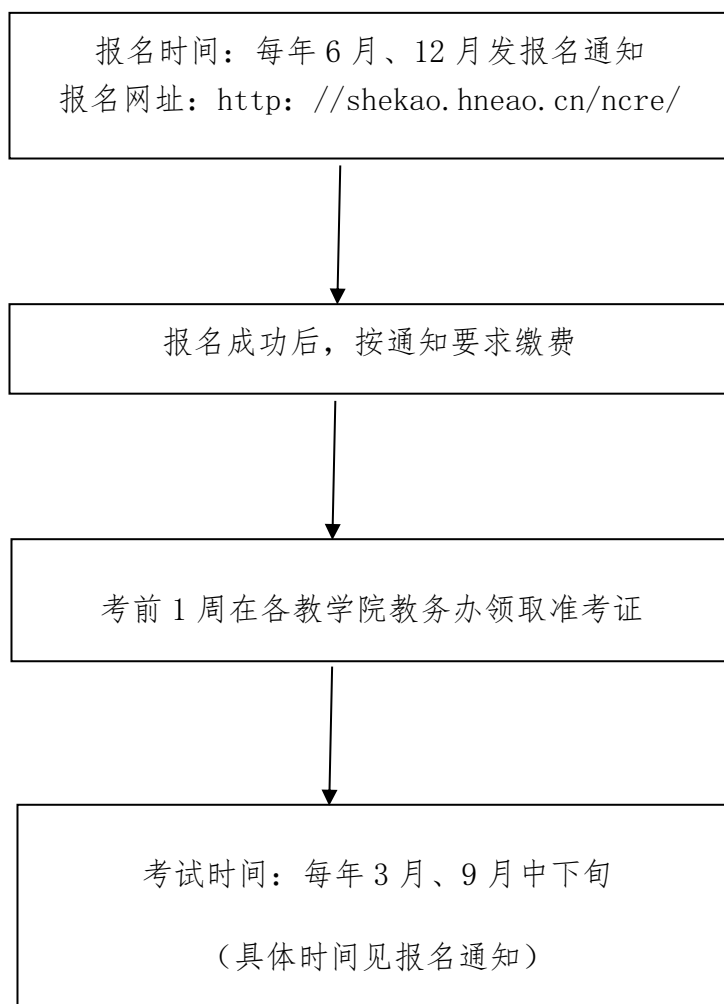 报名时间：每年 6 月、12 月发报名通知
报名网址：http：//shekao.hneao.cn/ncre/
报名成功后，按通知要求缴费
考前 1 周在各教学院教务办领取准考证
考试时间：每年 3 月、9 月中下旬
（具体时间见报名通知）